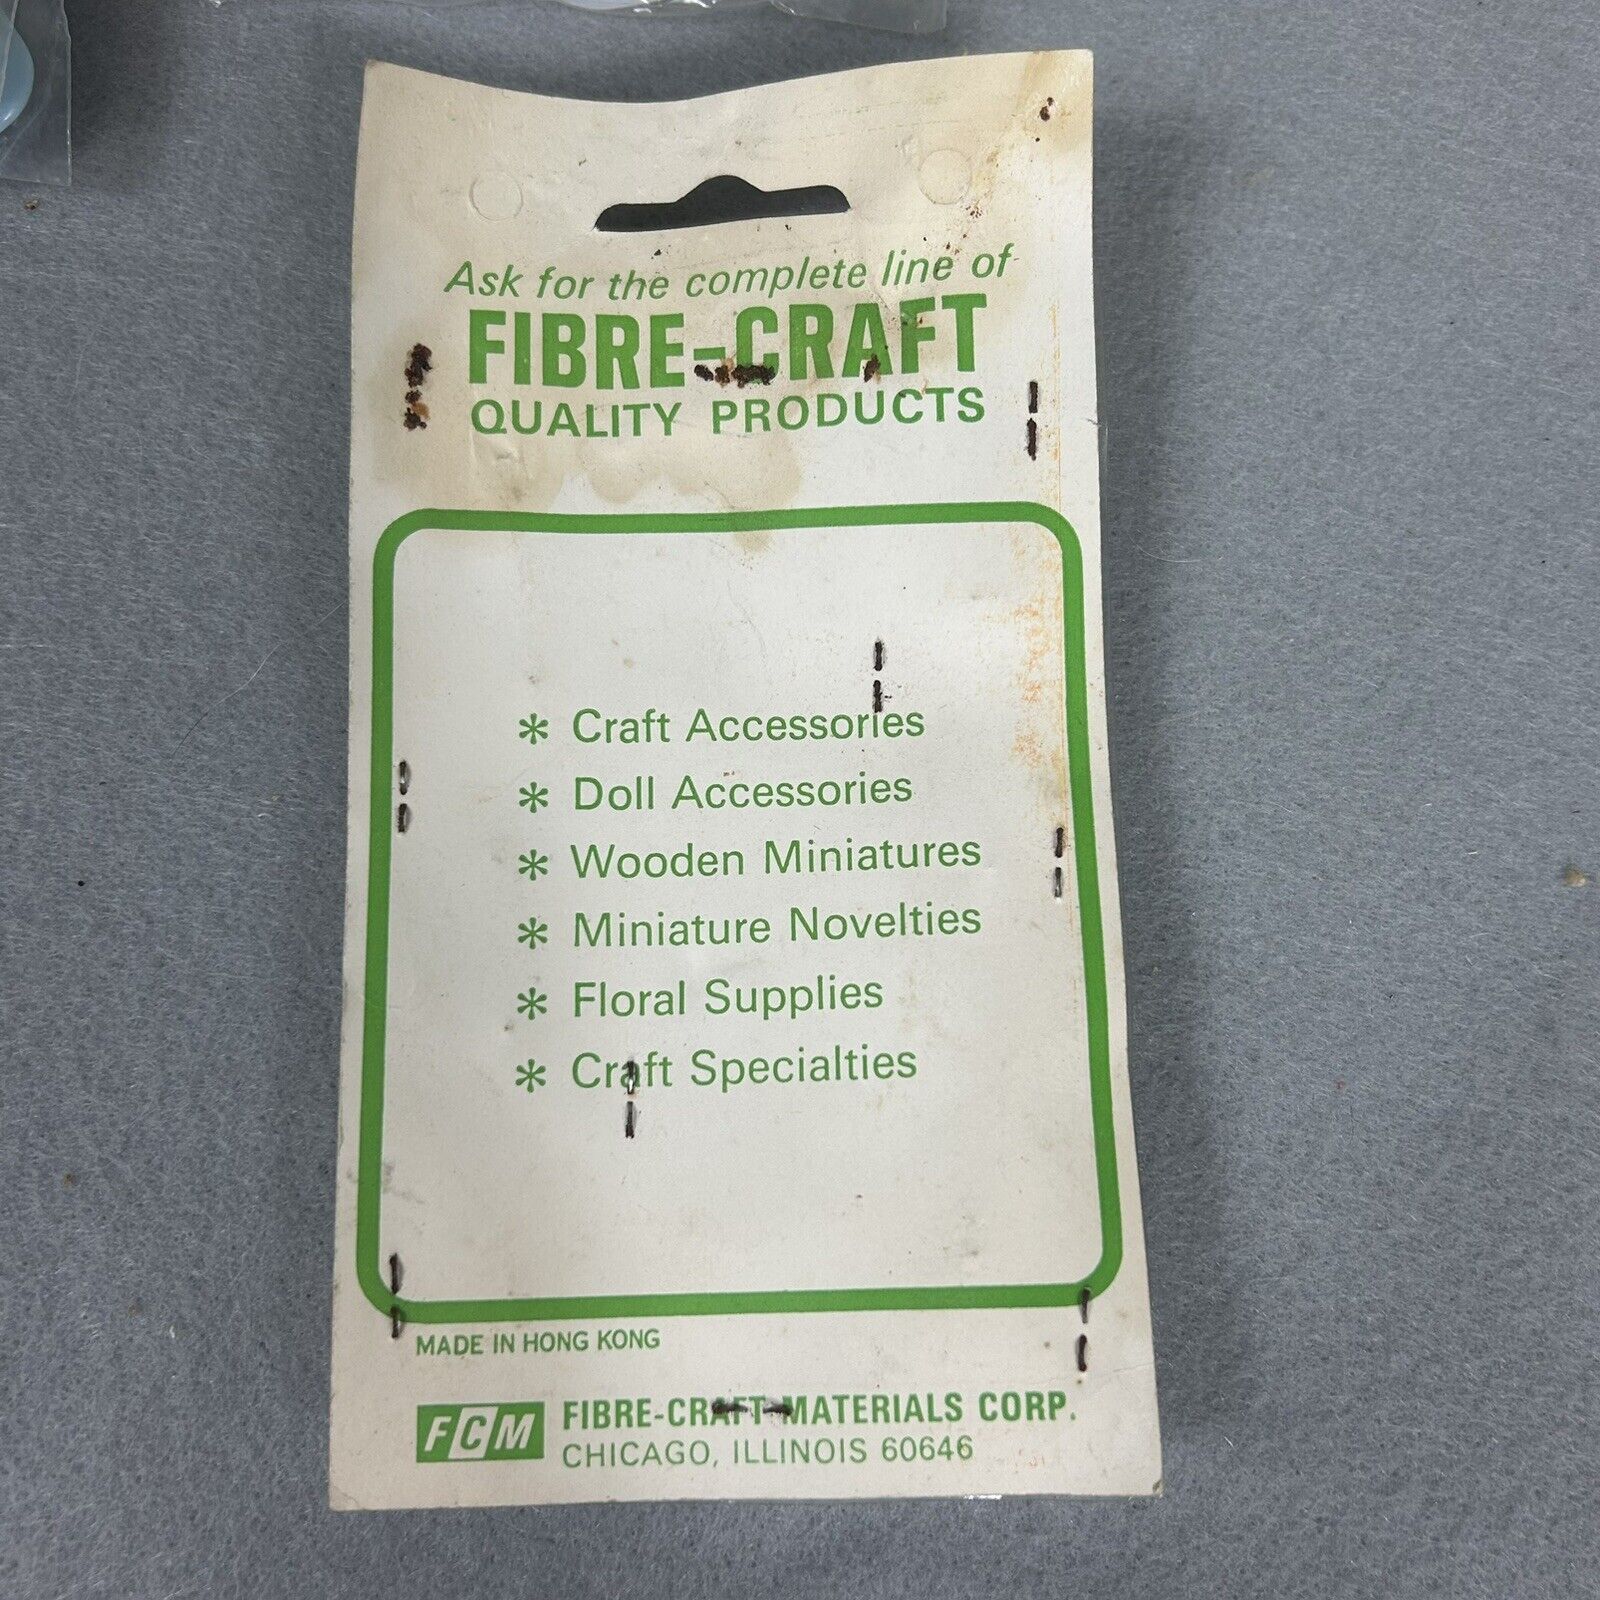 Ask for the complete line of
FIBRE-CRAFT
QUALITY PRODUCTS
* Craft Accessories
* Doll Accessories
* Wooden Miniatures
* Miniature Novelties
* Floral Supplies
* Craft Specialties
MADE IN HONG KONG
FCM
FIBRE-CRAFT MATERIALS CORP.
CHICAGO, ILLINOIS 60646